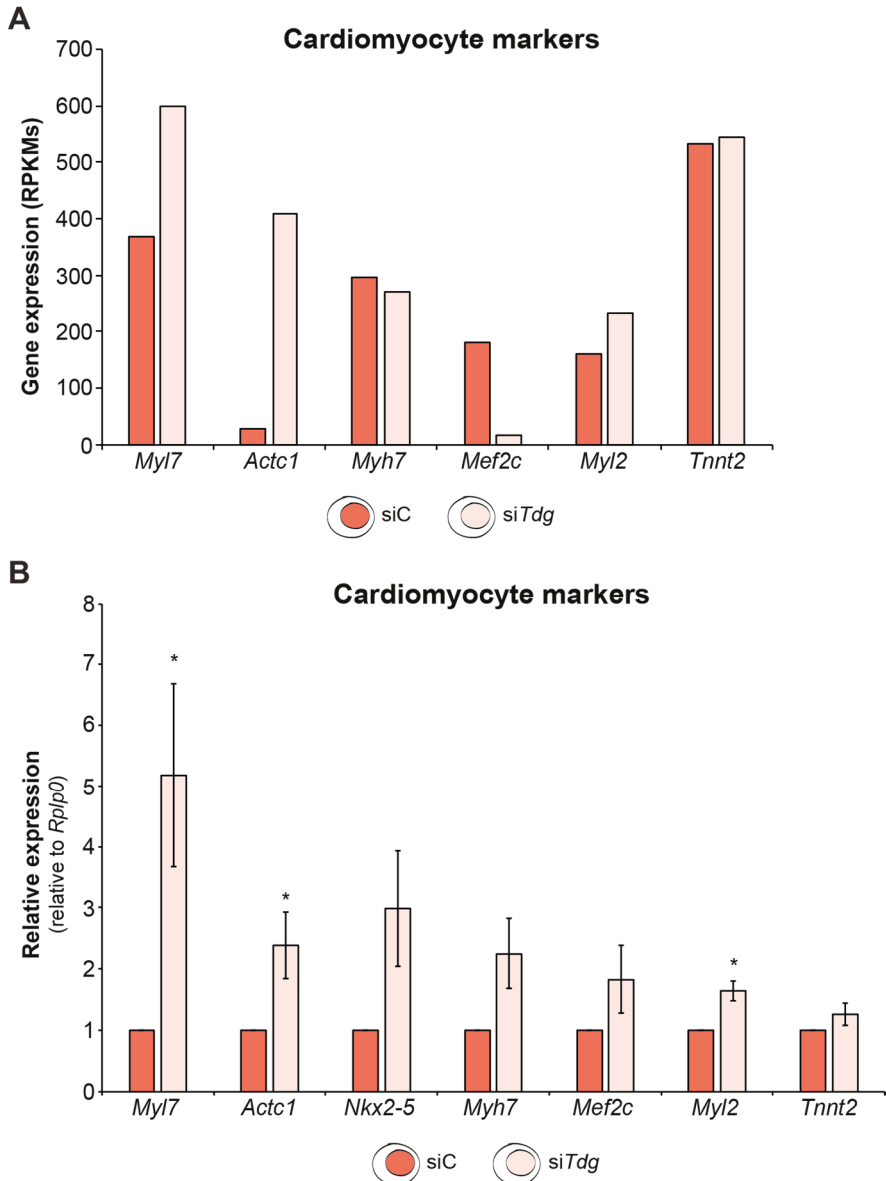 A
Cardiomyocyte markers
Gene expression (RPKMs)
700
600
500
400
300
200
100
0
Myl7 Actc1 Myh7 Mef2c Myl2 Tnnt2
siC siTdg
B
Cardiomyocyte markers
Relative expression
(relative to Rplp0)
8
7
6
5
4
3
2
1
0
* * *
Myl7 Actc1 Nkx2-5 Myh7 Mef2c Myl2 Tnnt2
siC siTdg